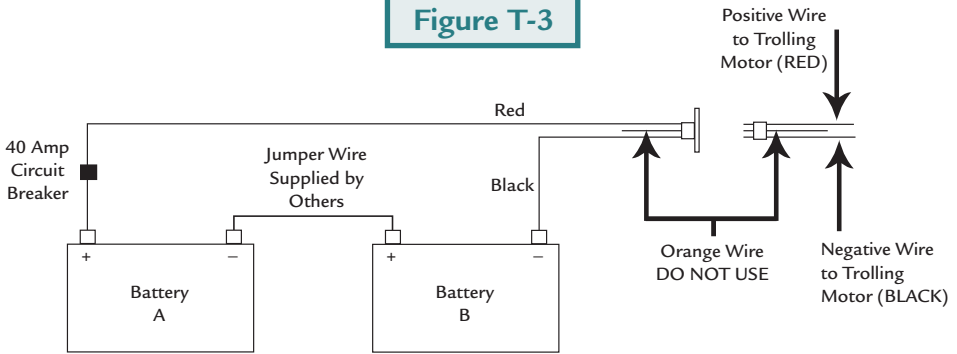 Figure T-3
Positive Wire
to Trolling
Motor (RED)
Red
40 Amp
Circuit
Breaker
Jumper Wire
Supplied by
Others
Black
Orange Wire
DO NOT USE
Negative Wire
to Trolling
Motor (BLACK)
+
–
+
–
Battery
A
Battery
B